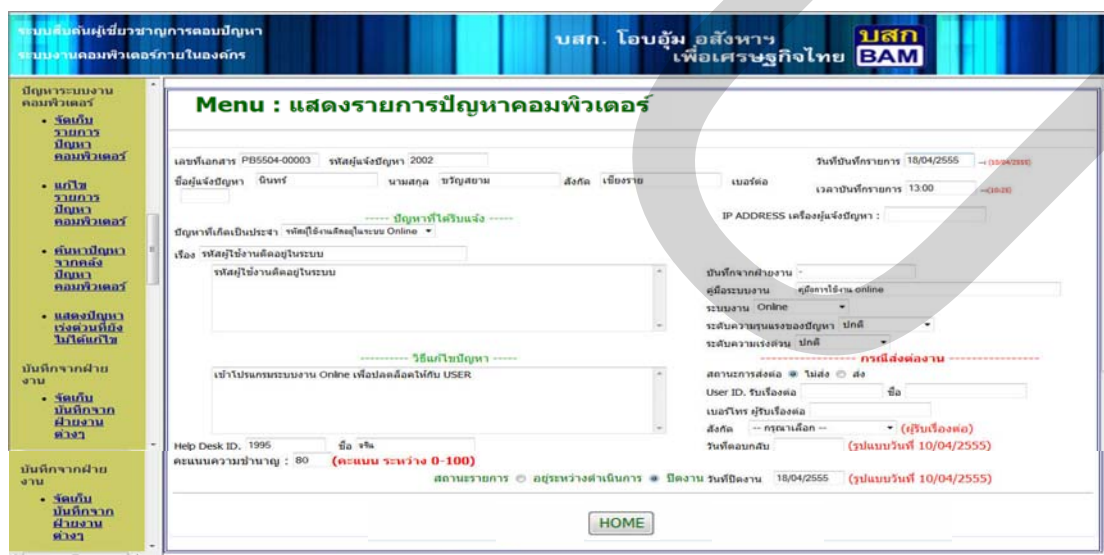 ระบบสืบค้นผู้เชี่ยวชาญการตอบปัญหา
ระบบงานคอมพิวเตอร์ภายในองค์กร
บสก. โอบอุ้ม อสังหาฯ
เพื่อเศรษฐกิจไทย
บสก
BAM
ปัญหาระบบงาน
คอมพิวเตอร์
จัดเก็บ
รายการ
ปัญหา
คอมพิวเตอร์
แก้ไข
รายการ
ปัญหา
คอมพิวเตอร์
ค้นหาปัญหา
จากคลัง
ปัญหา
คอมพิวเตอร์
แสดงปัญหา
เร่งด่วนที่ยัง
ไม่ได้แก้ไข
บันทึกจากฝ่าย
งาน
จัดเก็บ
บันทึกจาก
ฝ่ายงาน
ต่างๆ
บันทึกจากฝ่าย
งาน
จัดเก็บ
บันทึกจาก
ฝ่ายงาน
ต่างๆ
Menu : แสดงรายการปัญหาคอมพิวเตอร์
เลขที่เอกสาร PB5504-00003 รหัสผู้แจ้งปัญหา 2002 วันที่บันทึกรายการ 18/04/2555 --> (10/04/2555)
ชื่อผู้แจ้งปัญหา นินทร์ นามสกุล ขวัญสยาม สังกัด เชียงราย เบอร์ต่อ เวลาบันทึกรายการ 13:00
----- ปัญหาที่ได้รับแจ้ง ----- IP ADDRESS เครื่องผู้แจ้งปัญหา :
ปัญหาที่เกิดเป็นประจำ รหัสผู้ใช้งานติดอยู่ในระบบ Online
เรื่อง รหัสผู้ใช้งานติดอยู่ในระบบ
รหัสผู้ใช้งานติดอยู่ในระบบ
บันทึกจากฝ่ายงาน -
คู่มือระบบงาน คู่มือการใช้งาน online
ระบบงาน Online
ระดับความรุนแรงของปัญหา ปกติ
ระดับความเร่งด่วน ปกติ
---------- วิธีแก้ไขปัญหา -----
เข้าโปรแกรมระบบงาน Online เพื่อปลดล็อคให้กับ USER
----------------- กรณีส่งต่องาน ----------------
สถานะการส่งต่อ ไม่ส่ง ส่ง
User ID. รับเรื่องต่อ ชื่อ
เบอร์โทร ผู้รับเรื่องต่อ
สังกัด -- กรุณาเลือก -- (ผู้รับเรื่องต่อ)
Help Desk ID. 1995 ชื่อ จริน วันที่ตอบกลับ (รูปแบบวันที่ 10/04/2555)
คะแนนความชำนาญ : 80 (คะแนน ระหว่าง 0-100)
สถานะรายการ อยู่ระหว่างดำเนินการ ปิดงาน วันที่ปิดงาน 18/04/2555 (รูปแบบวันที่ 10/04/2555)
HOME